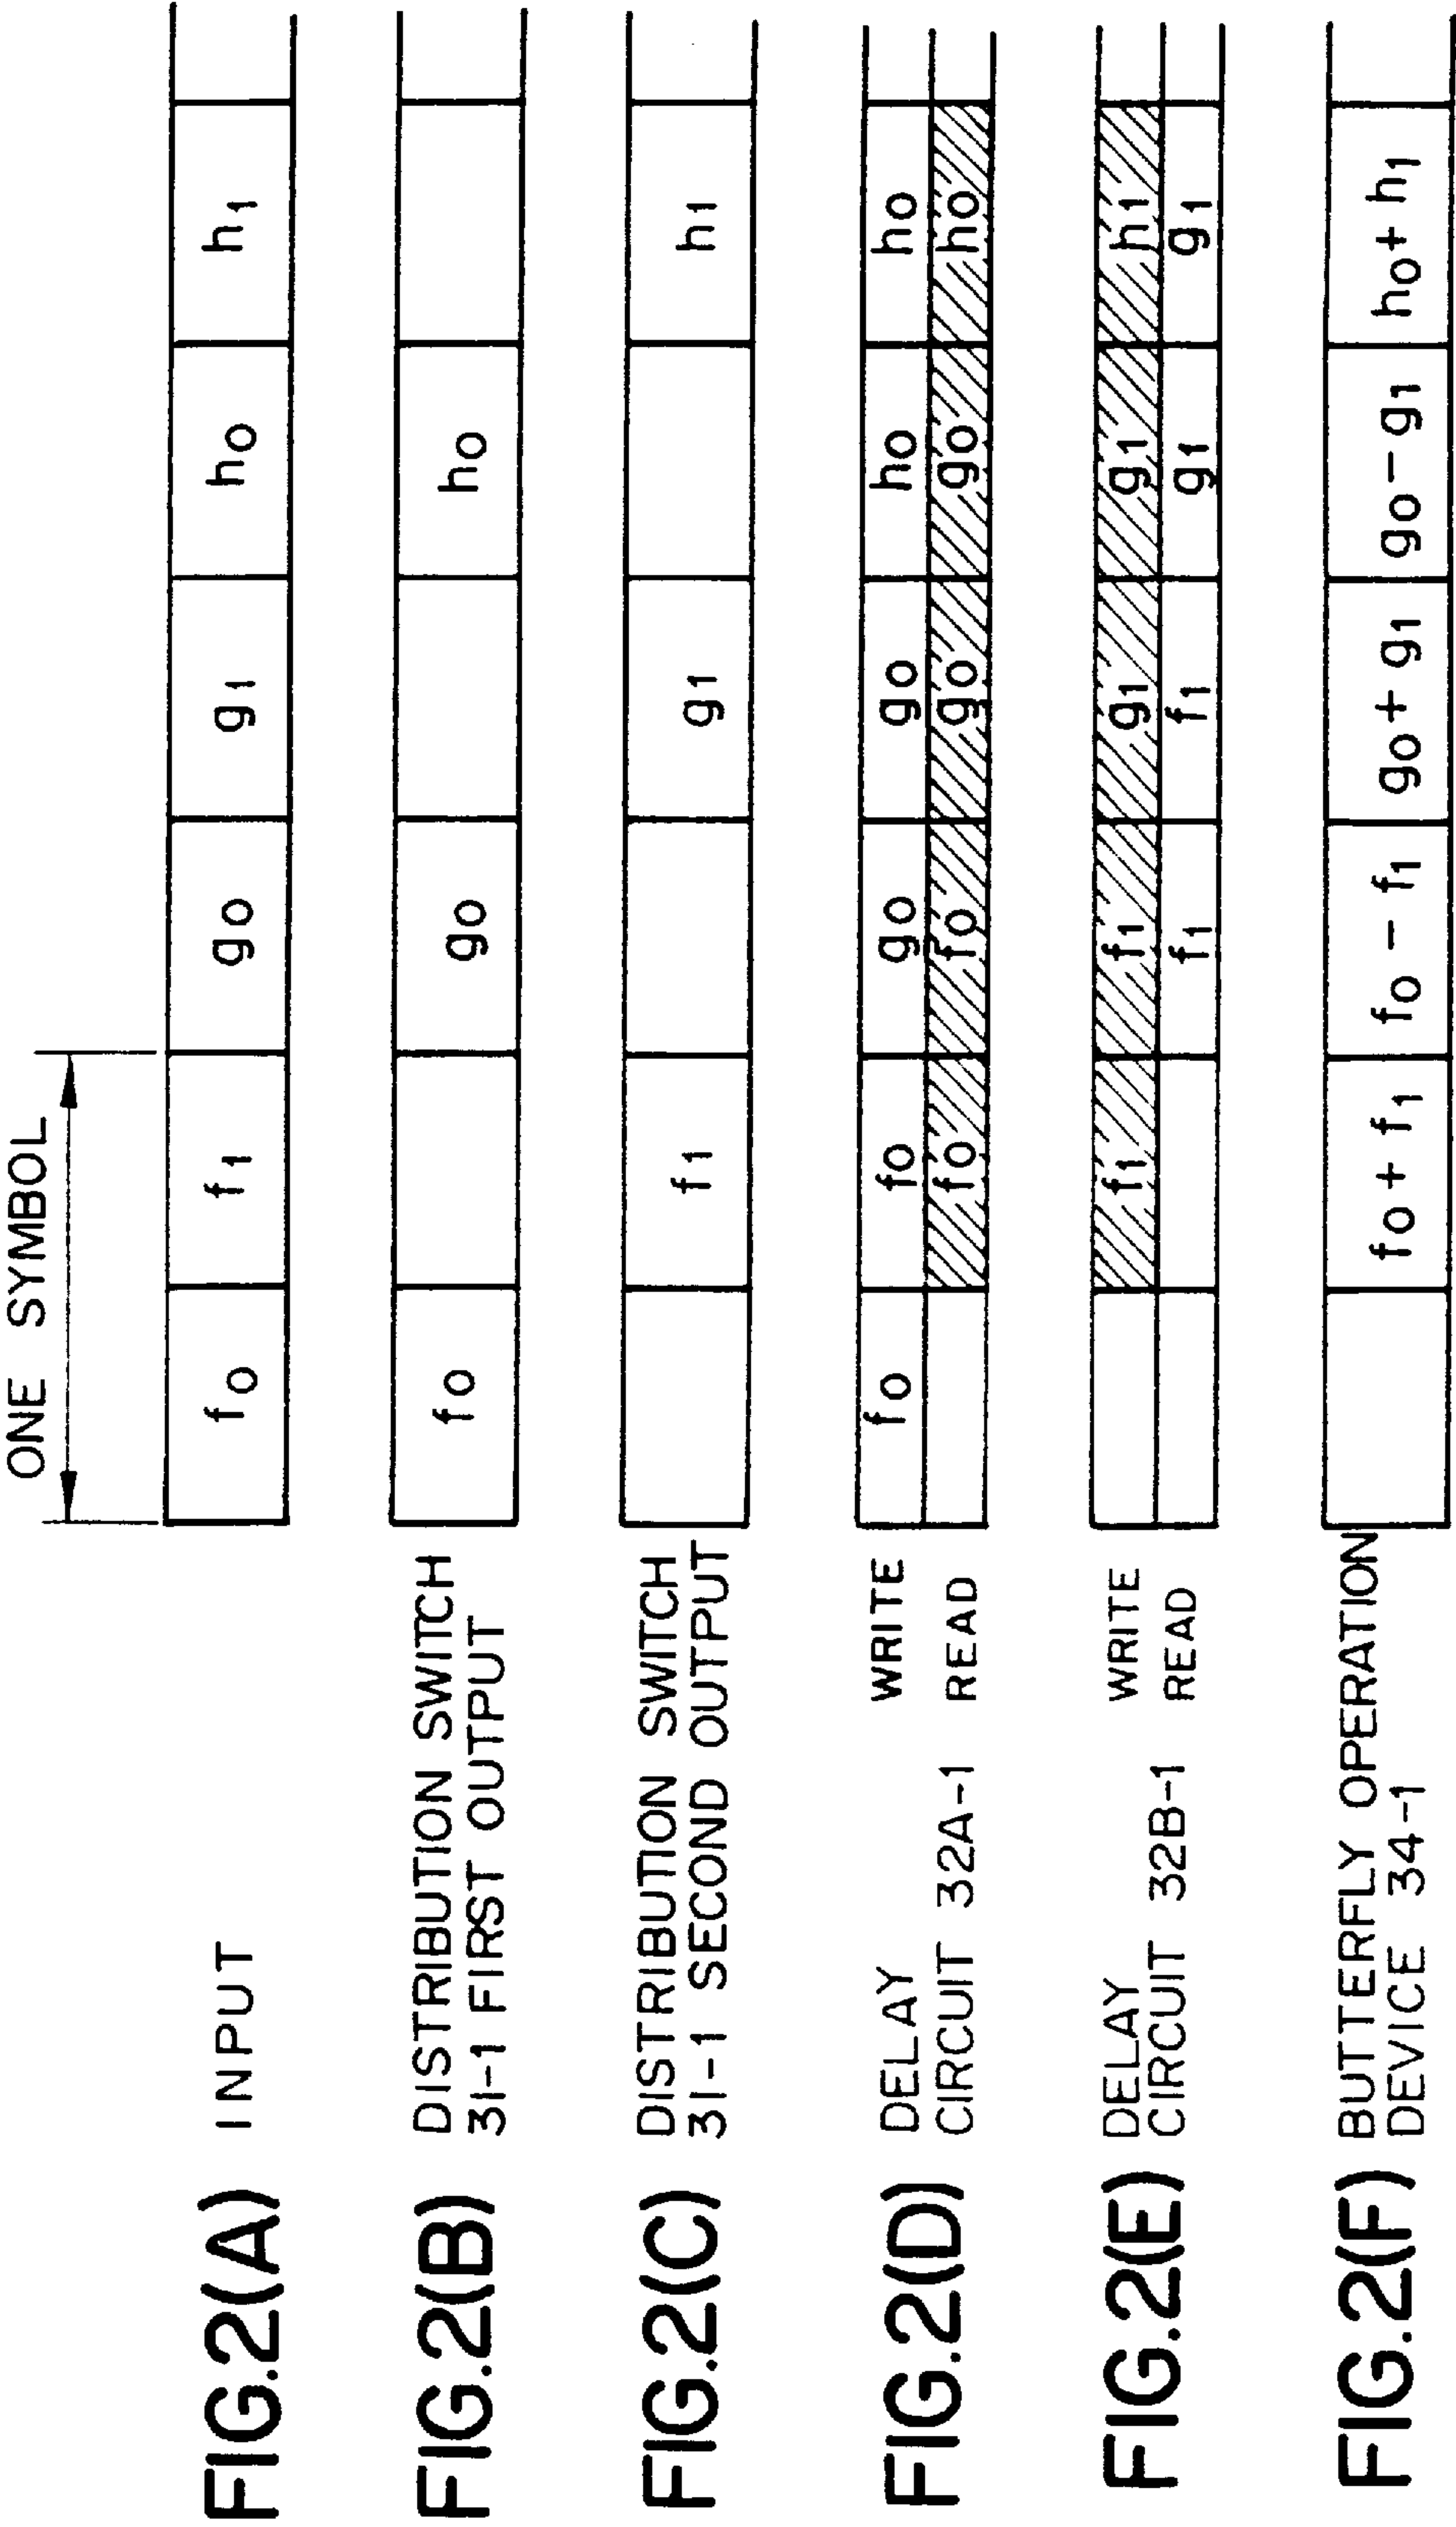 ONE SYMBOL
FIG.2(A) INPUT
f0 f1 g0 g1 h0 h1
FIG.2(B) DISTRIBUTION SWITCH
31-1 FIRST OUTPUT
f0 g0 h0
FIG.2(C) DISTRIBUTION SWITCH
31-1 SECOND OUTPUT
f1 g1 h1
FIG.2(D) DELAY
CIRCUIT 32A-1
WRITE f0 f0 g0 g0 h0 h0
READ f0 f0 g0 g0 h0
FIG.2(E) DELAY
CIRCUIT 32B-1
WRITE f1 f1 g1 g1 h1
READ f1 f1 g1 g1
FIG.2(F) BUTTERFLY OPERATION
DEVICE 34-1
f0 + f1 f0 - f1 g0 + g1 g0 - g1 h0 + h1